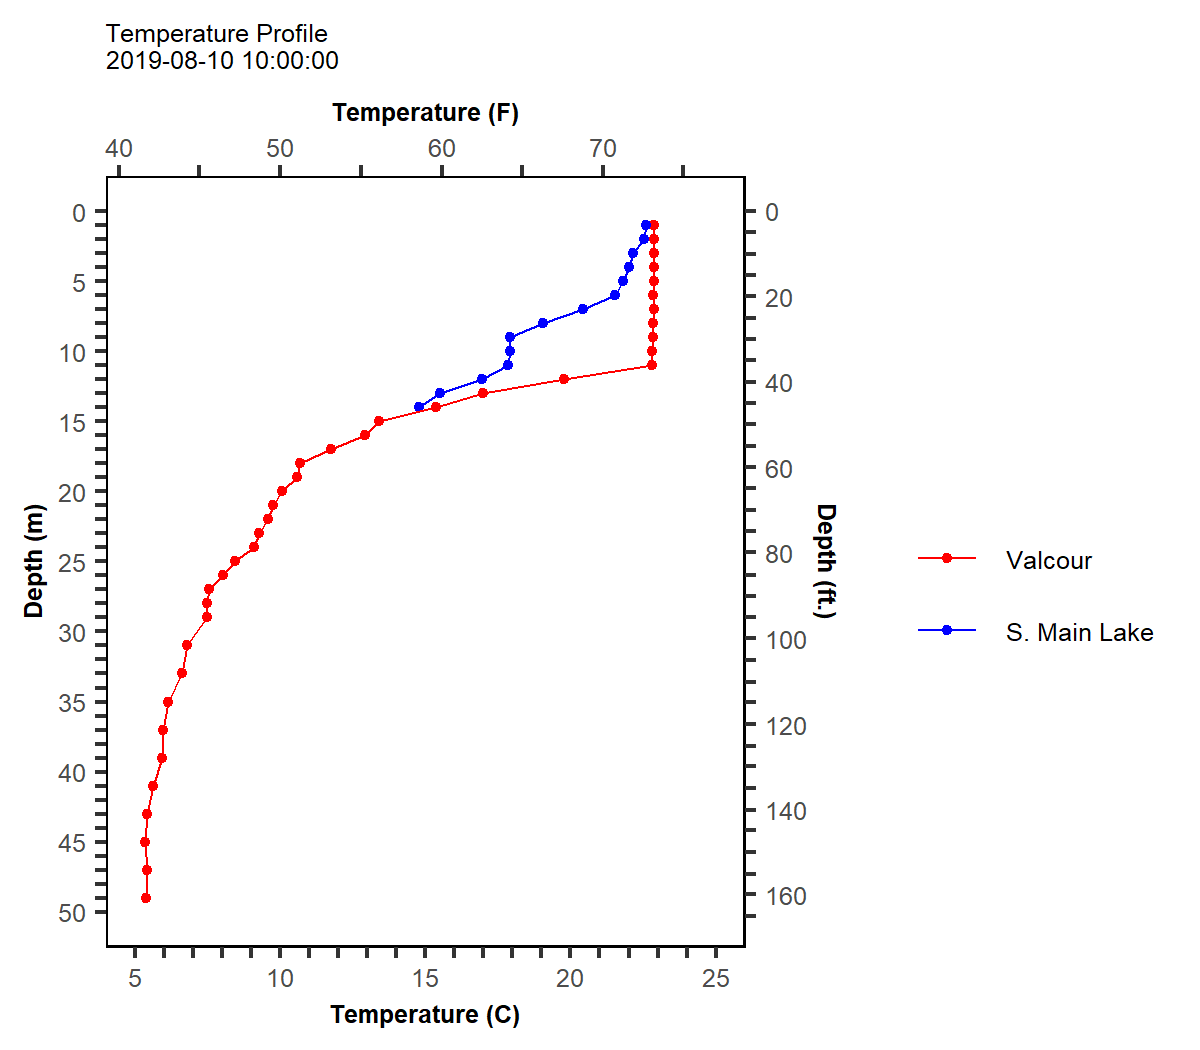 Temperature Profile
2019-08-10 10:00:00
Temperature (F)
40 50 60 70
0
5
10
15
20
25
30
35
40
45
50
Depth (m)
0
20
40
60
80
100
120
140
160
Depth (ft.)
Valcour
S. Main Lake
5 10 15 20 25
Temperature (C)